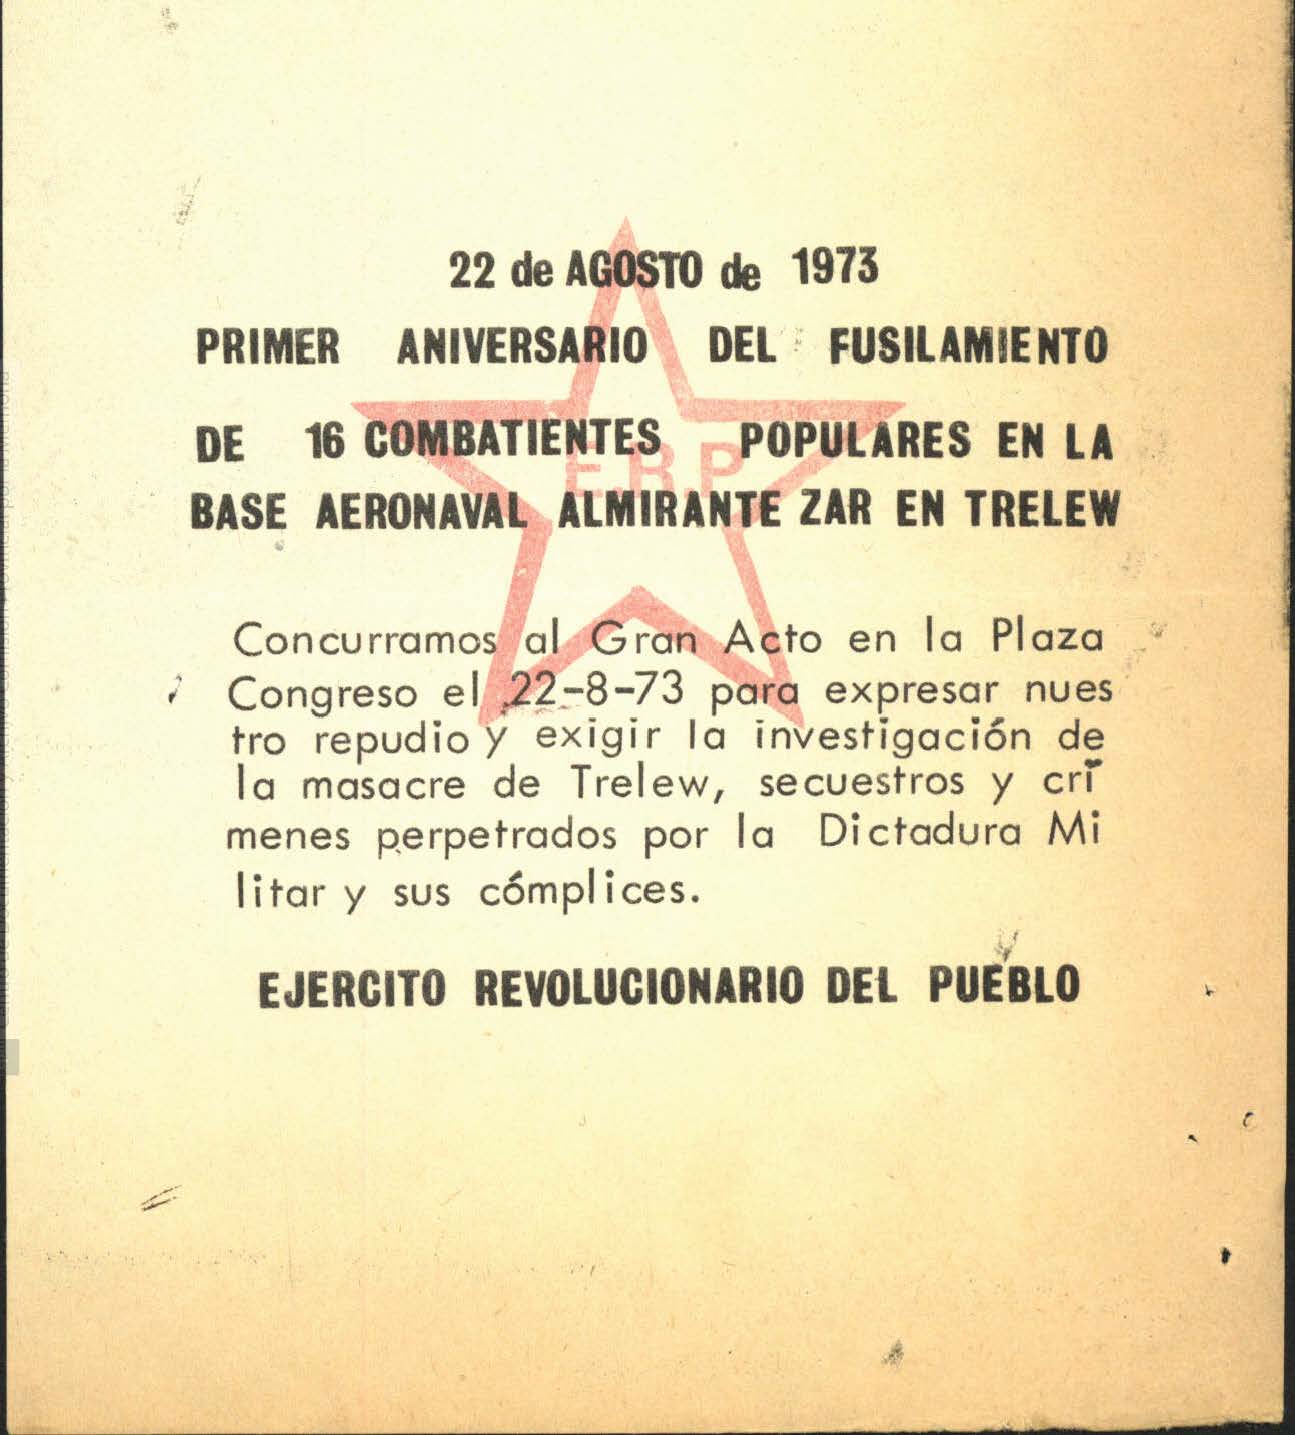 22 de AGOSTO de 1973
PRIMER ANIVERSARIO DEL FUSILAMIENTO
DE 16 COMBATIENTES POPULARES EN LA
E.R.P
BASE AERONAVAL ALMIRANTE ZAR EN TRELEW
Concurramos al Gran Acto en la Plaza
Congreso el 22-8-73 para expresar nues
tro repudio y exigir la investigación de
la masacre de Trelew, secuestros y crí
menes perpetrados por la Dictadura Mi
litar y sus cómplices.
EJERCITO REVOLUCIONARIO DEL PUEBLO